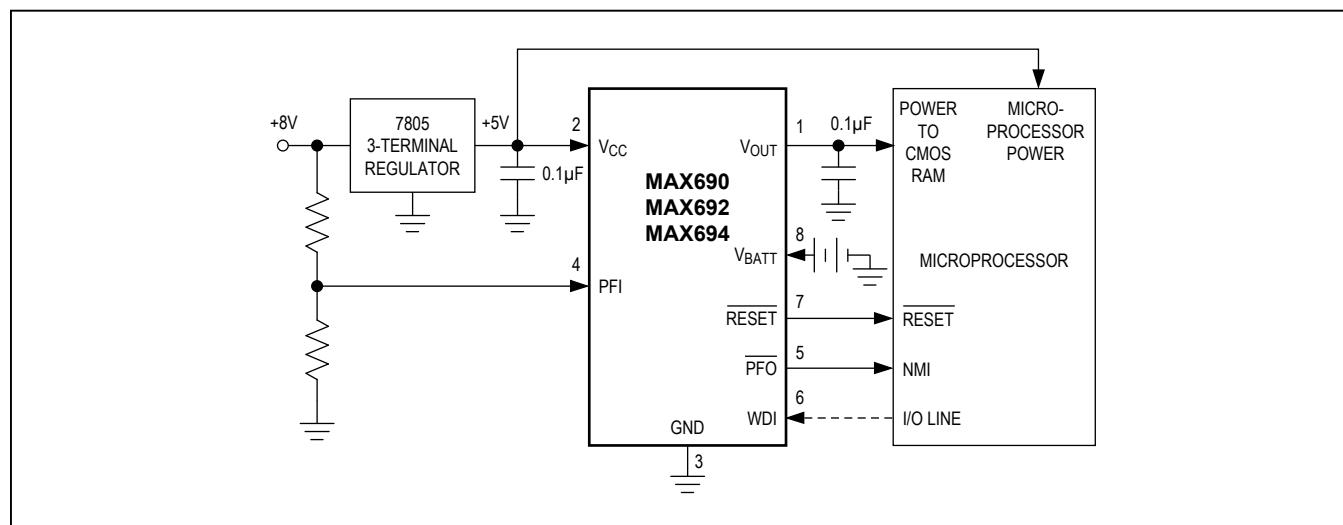 +8V
7805
3-TERMINAL
REGULATOR
+5V
0.1µF
2
VCC
4
PFI
MAX690
MAX692
MAX694
GND
3
VOUT
1
0.1µF
VBATT
8
RESET
7
PFO
5
WDI
6
POWER
TO
CMOS
RAM
MICRO-
PROCESSOR
POWER
MICROPROCESSOR
RESET
NMI
I/O LINE